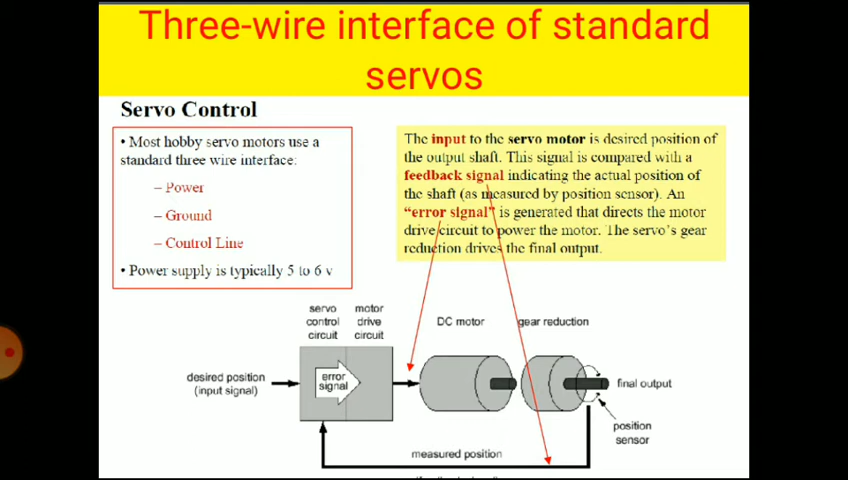 Three-wire interface of standard
servos
Servo Control
• Most hobby servo motors use a
standard three wire interface:
– Power
– Ground
– Control Line
• Power supply is typically 5 to 6 v
The input to the servo motor is desired position of
the output shaft. This signal is compared with a
feedback signal indicating the actual position of
the shaft (as measured by position sensor). An
“error signal” is generated that directs the motor
drive circuit to power the motor. The servo’s gear
reduction drives the final output.
servo
control
circuit
motor
drive
circuit
DC motor
gear reduction
desired position
(input signal)
error
signal
final output
position
sensor
measured position